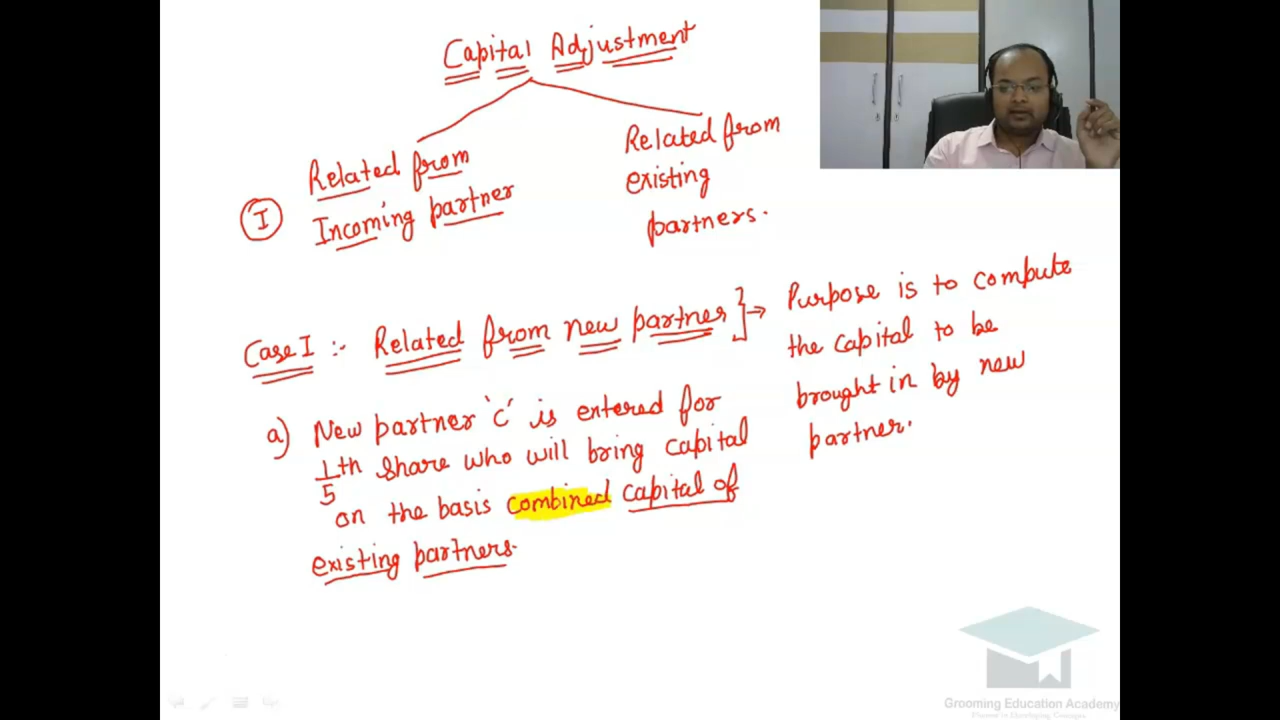 Capital Adjustment
Related from
Incoming partner
I
Related from
existing
partners.
Case I :- Related from new partner
Purpose is to compute
the capital to be
brought in by new
partner.
a) New partner 'c' is entered for
1/5 th share who will bring capital
on the basis combined capital of
existing partners.
Grooming Education Academy